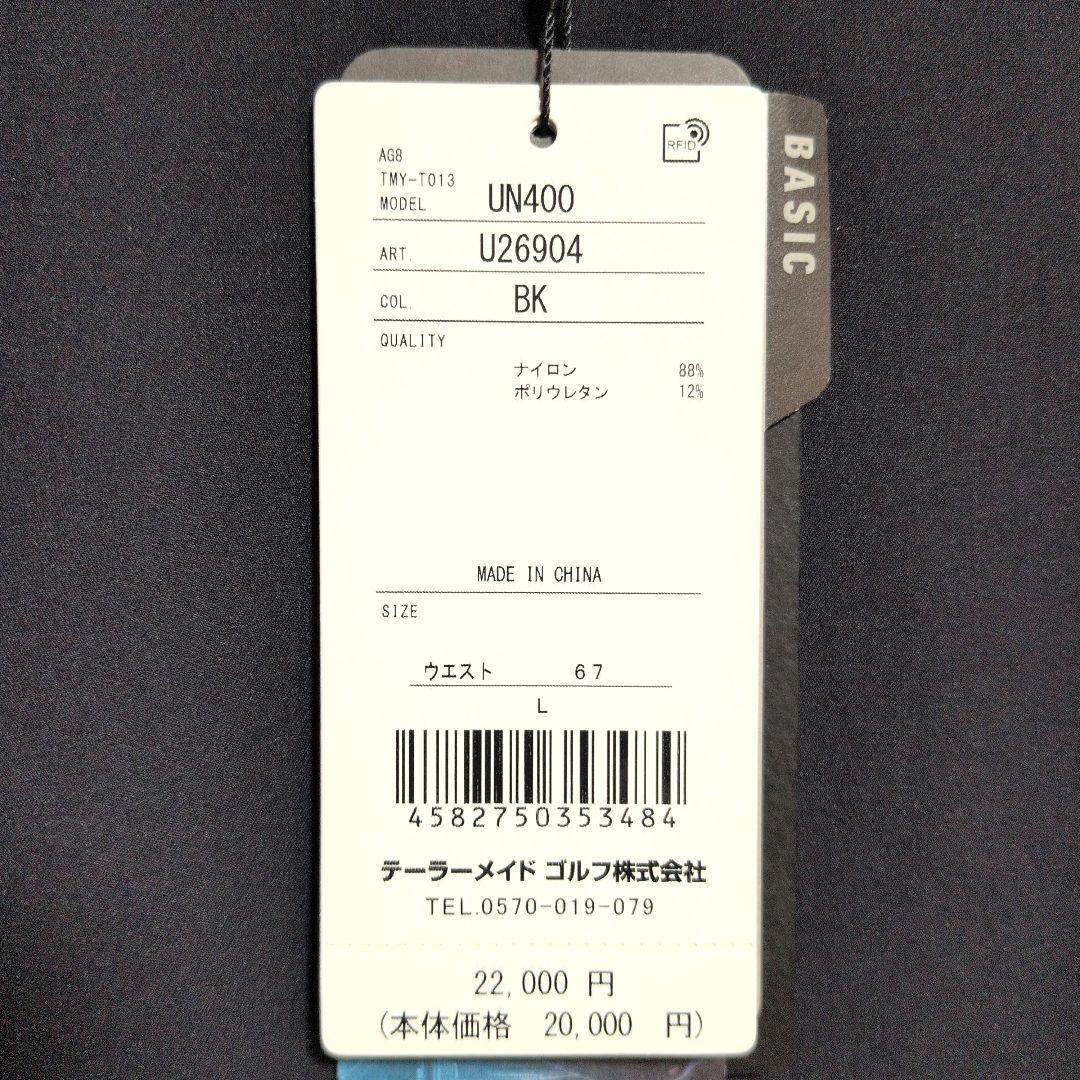 RFID
AG8
TMY-T013
MODEL UN400
ART. U26904
COL. BK
QUALITY
ナイロン 88%
ポリウレタン 12%
MADE IN CHINA
SIZE
ウエスト 67
L
4582750353484
テーラーメイド ゴルフ株式会社
TEL.0570-019-079
22,000 円
(本体価格 20,000 円)
BASIC